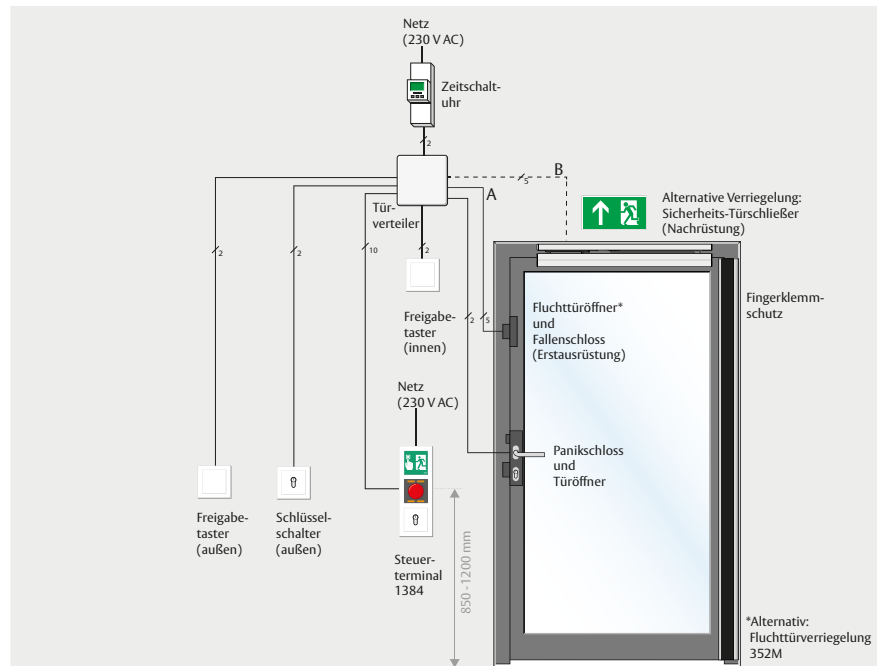 Netz
(230 V AC)
Zeitschalt-
uhr
2
B
5
A
Tür-
verteiler
Alternative Verriegelung:
Sicherheits-Türschließer
(Nachrüstung)
2
2
10
2
Fingerklemm-
schutz
Freigabe-
taster
(innen)
2
5
Fluchttüröffner*
und
Fallenschloss
(Erstausrüstung)
Netz
(230 V AC)
Panikschloss
und
Türöffner
Freigabe-
taster
(außen)
Schlüssel-
schalter
(außen)
Steuer-
terminal
1384
850 - 1200 mm
*Alternativ:
Fluchttürverriegelung
352M